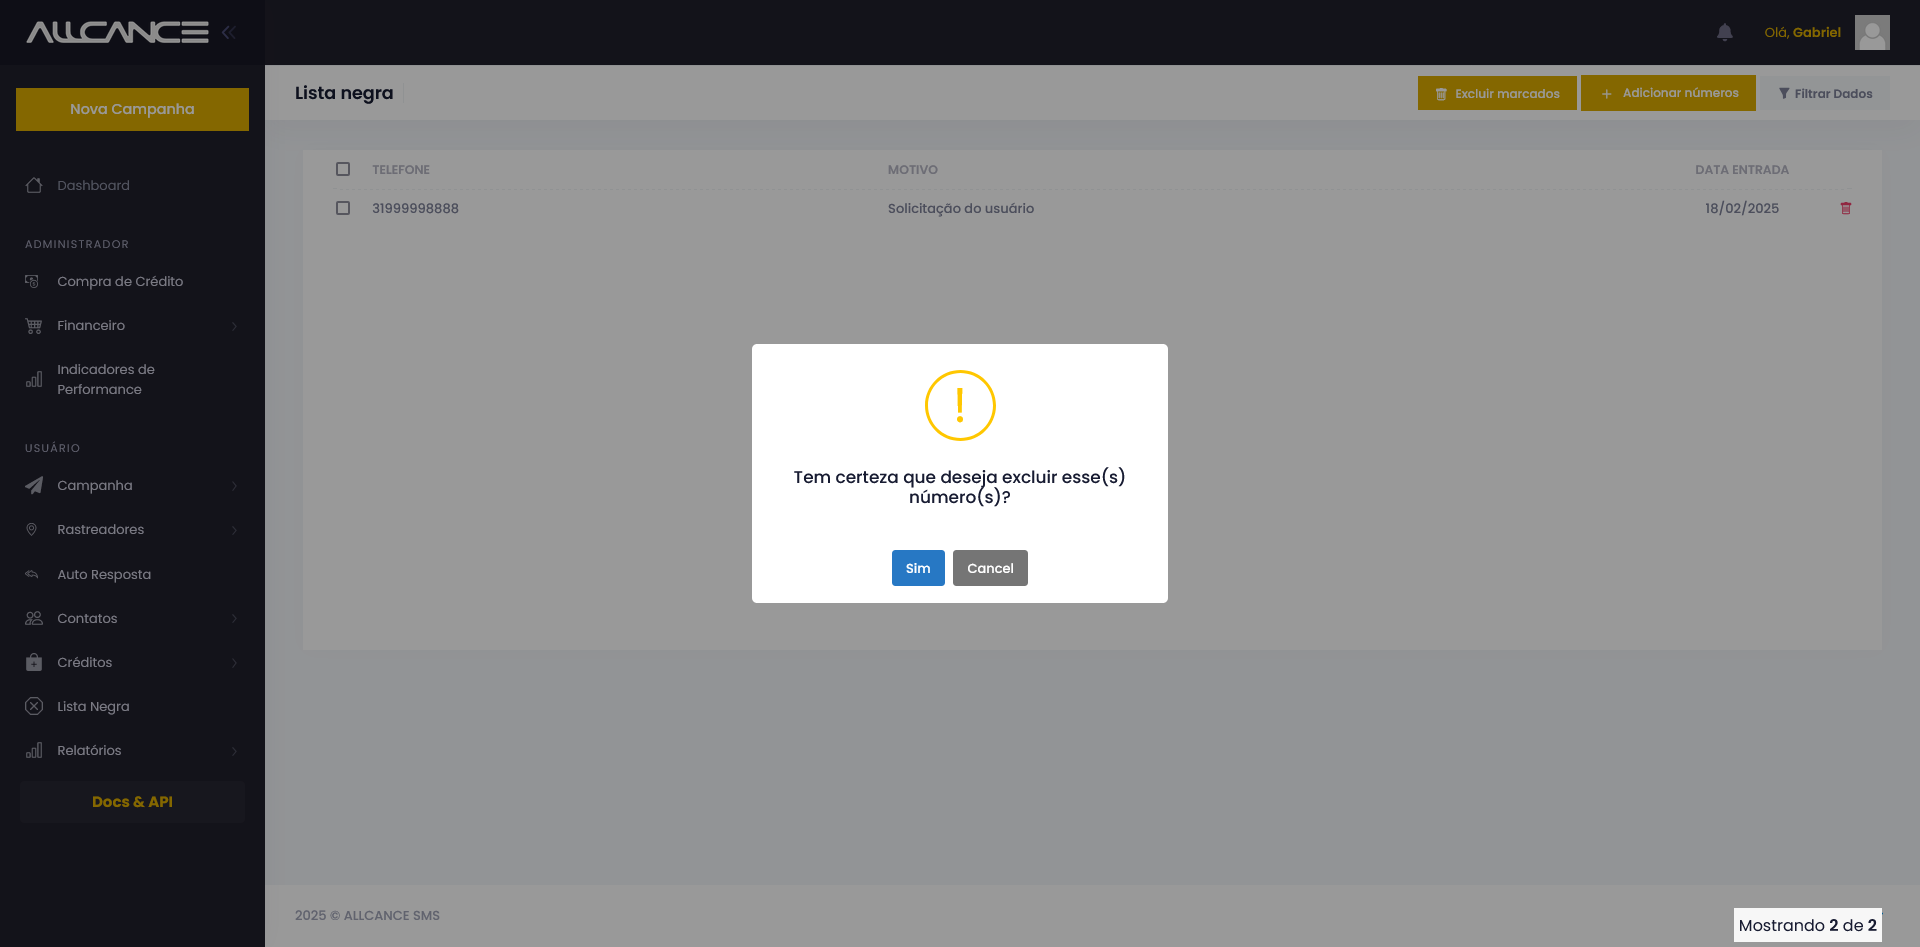 ALLCANCE
Olá, Gabriel
Nova Campanha
Lista negra
Excluir marcados
Adicionar números
Filtrar Dados
TELEFONE MOTIVO DATA ENTRADA
31999998888 Solicitação do usuário 18/02/2025
Dashboard
ADMINISTRADOR
Compra de Crédito
Financeiro
Indicadores de
Performance
USUÁRIO
Campanha
Rastreadores
Auto Resposta
Contatos
Créditos
Lista Negra
Relatórios
Docs & API
!
Tem certeza que deseja excluir esse(s)
número(s)?
Sim
Cancel
2025 © ALLCANCE SMS
Mostrando 2 de 2